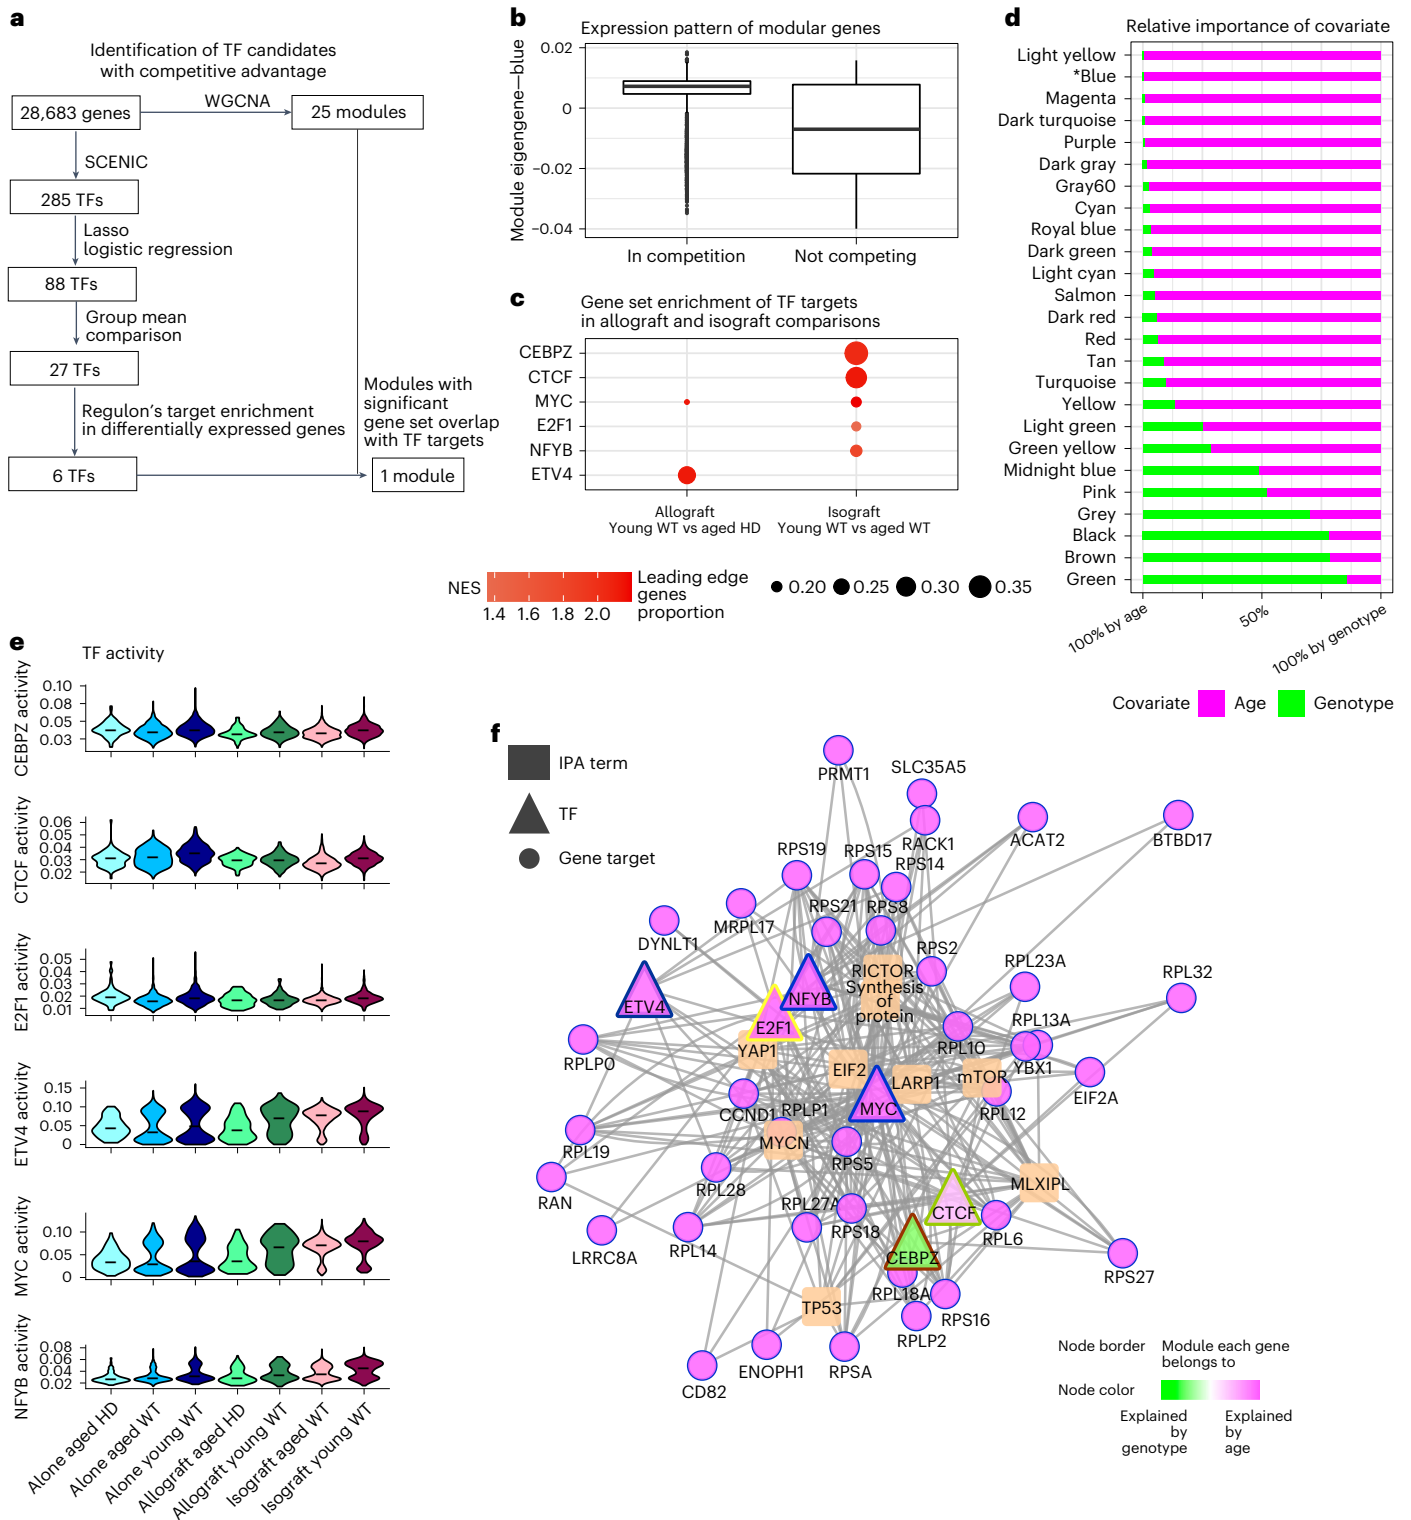 a
Identification of TF candidates
with competitive advantage
28,683 genes
WGCNA
25 modules
SCENIC
285 TFs
Lasso
logistic regression
88 TFs
Group mean
comparison
27 TFs
Regulon's target enrichment
in differentially expressed genes
Modules with
significant
gene set overlap
with TF targets
6 TFs
1 module
b
Expression pattern of modular genes
Module eigengene—blue
0.02
0
−0.02
−0.04
In competition
Not competing
c
Gene set enrichment of TF targets
in allograft and isograft comparisons
CEBPZ
CTCF
MYC
E2F1
NFYB
ETV4
Allograft
Young WT vs aged HD
Isograft
Young WT vs aged WT
NES
1.4 1.6 1.8 2.0
Leading edge
genes
proportion
0.20 0.25 0.30 0.35
d
Relative importance of covariate
Light yellow
*Blue
Magenta
Dark turquoise
Purple
Dark gray
Gray60
Cyan
Royal blue
Dark green
Light cyan
Salmon
Dark red
Red
Tan
Turquoise
Yellow
Light green
Green yellow
Midnight blue
Pink
Grey
Black
Brown
Green
100% by age
50%
100% by genotype
Covariate Age Genotype
e
TF activity
CEBPZ activity
0.10
0.08
0.05
0.03
CTCF activity
0.06
0.05
0.04
0.03
0.02
E2F1 activity
0.05
0.04
0.03
0.02
0.01
ETV4 activity
0.15
0.10
0.05
0
MYC activity
0.10
0.05
0
NFYB activity
0.08
0.06
0.04
0.02
Alone aged HD
Alone aged WT
Alone young WT
Allograft aged HD
Allograft young WT
Isograft aged WT
Isograft young WT
f
IPA term
TF
Gene target
PRMT1
SLC35A5
RACK1
ACAT2
BTBD17
RPS19
RPS15
RPS14
MRPL17
RPS21
RPS8
DYNLT1
RPS2
RPL23A
RPL32
ETV4
NFYB
E2F1
RICTOR
Synthesis
of
protein
RPL13A
RPL10
YBX1
RPLP0
YAP1
EIF2
LARP1
mTOR
EIF2A
RPL12
CCND1
RPLP1
MYC
MYCN
RPS5
RPL19
RPL28
RAN
MLXIPL
RPL27A
RPS18
CTCF
RPL6
LRRC8A
RPL14
CEBPZ
RPS27
RPL18A
TP53
RPS16
RPLP2
ENOPH1
RPSA
CD82
Node border
Module each gene
belongs to
Node color
Explained
by
genotype
Explained
by
age